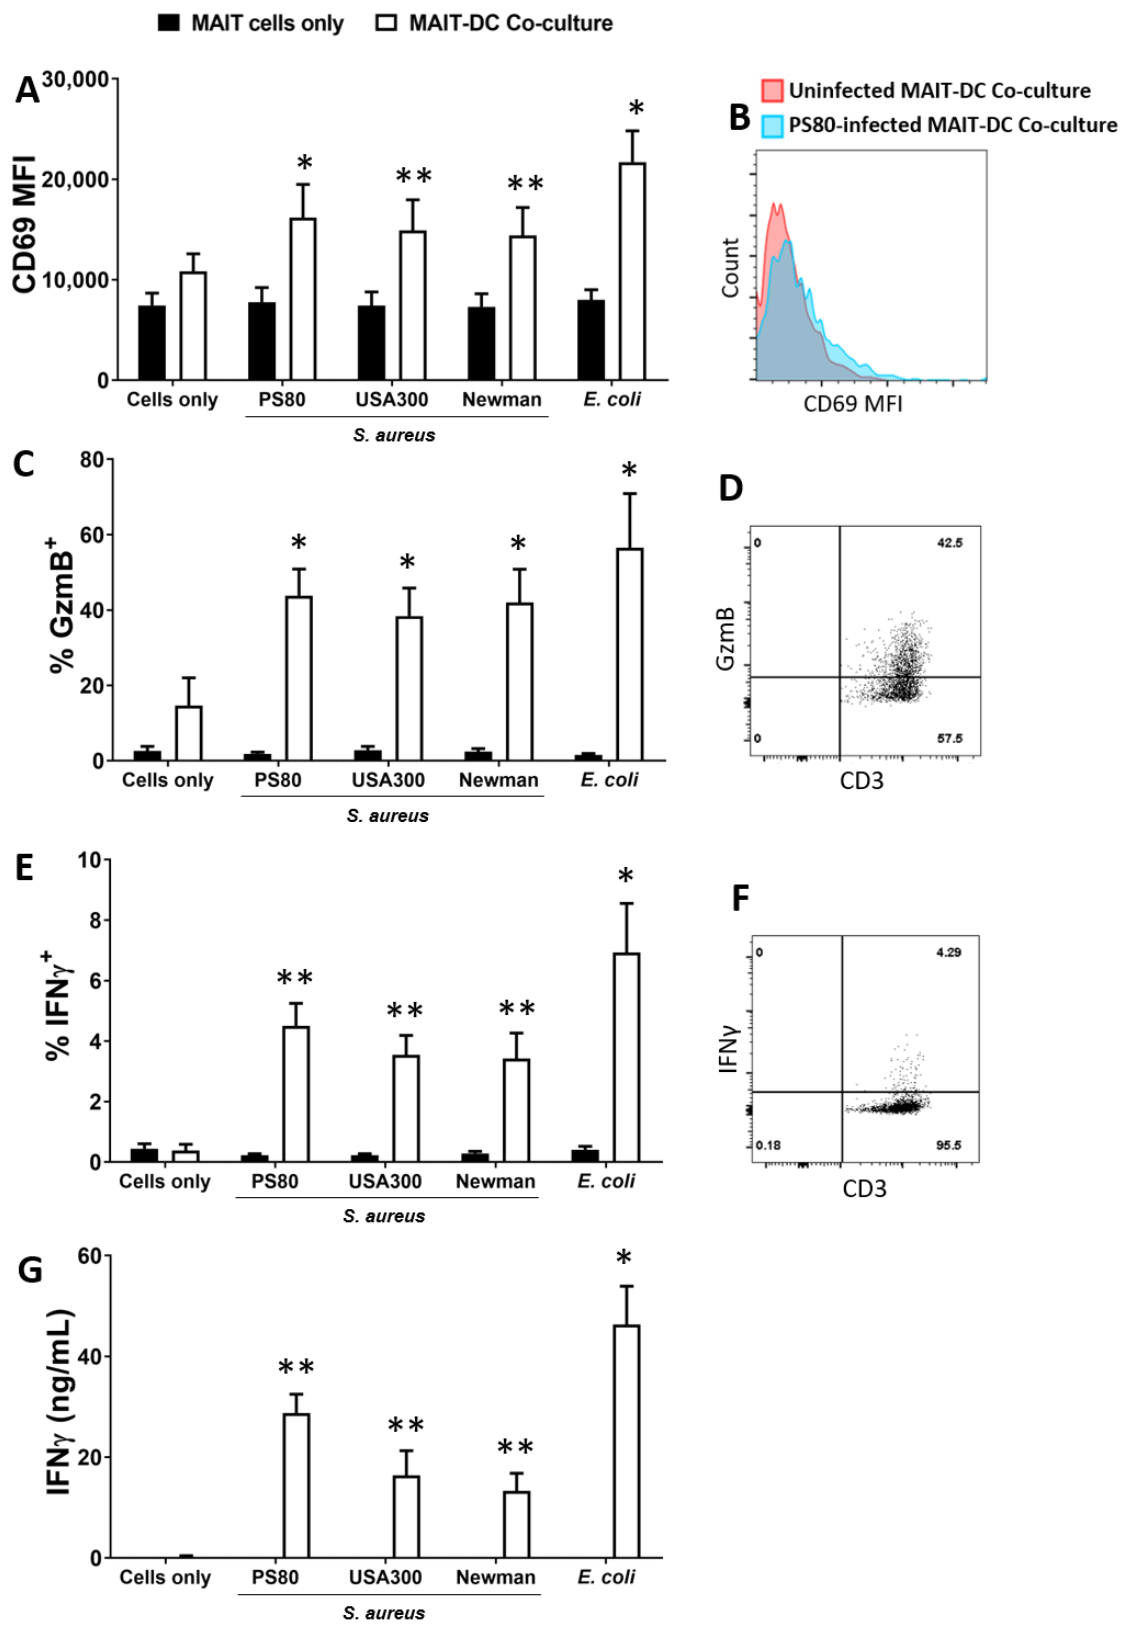 MAIT cells only MAIT-DC Co-culture
A
CD69 MFI
30,000
20,000
10,000
0
* ** ** *
Cells only PS80 USA300 Newman E. coli
S. aureus
B
Uninfected MAIT-DC Co-culture
PS80-infected MAIT-DC Co-culture
Count
CD69 MFI
C
% GzmB+
80
60
40
20
0
* * * *
Cells only PS80 USA300 Newman E. coli
S. aureus
D
GzmB
0 42.5
0 57.5
CD3
E
% IFNγ+
10
8
6
4
2
0
** ** ** *
Cells only PS80 USA300 Newman E. coli
S. aureus
F
IFNγ
0 4.29
0.18 95.5
CD3
G
IFNγ (ng/mL)
60
40
20
0
** ** ** *
Cells only PS80 USA300 Newman E. coli
S. aureus